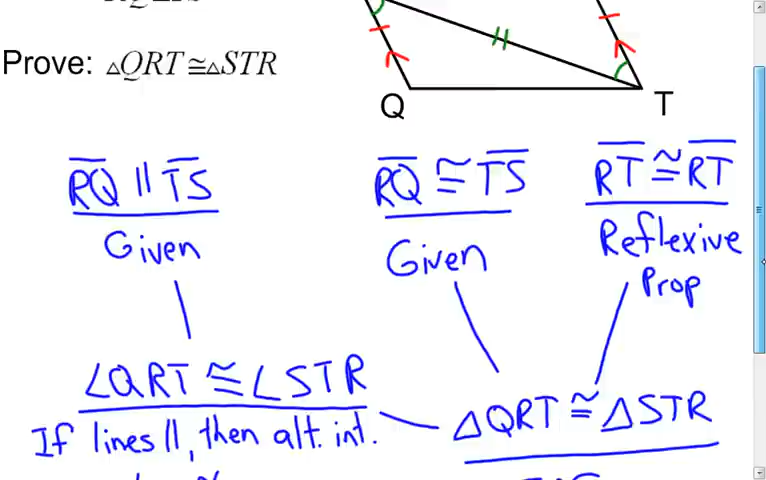 Prove: △QRT ≅ △STR
Q
T
RQ ∥ TS
Given
RQ ≅ TS
Given
RT ≅ RT
Reflexive
Prop
∠QRT ≅ ∠STR
If lines ∥, then alt. int.
△QRT ≅ △STR